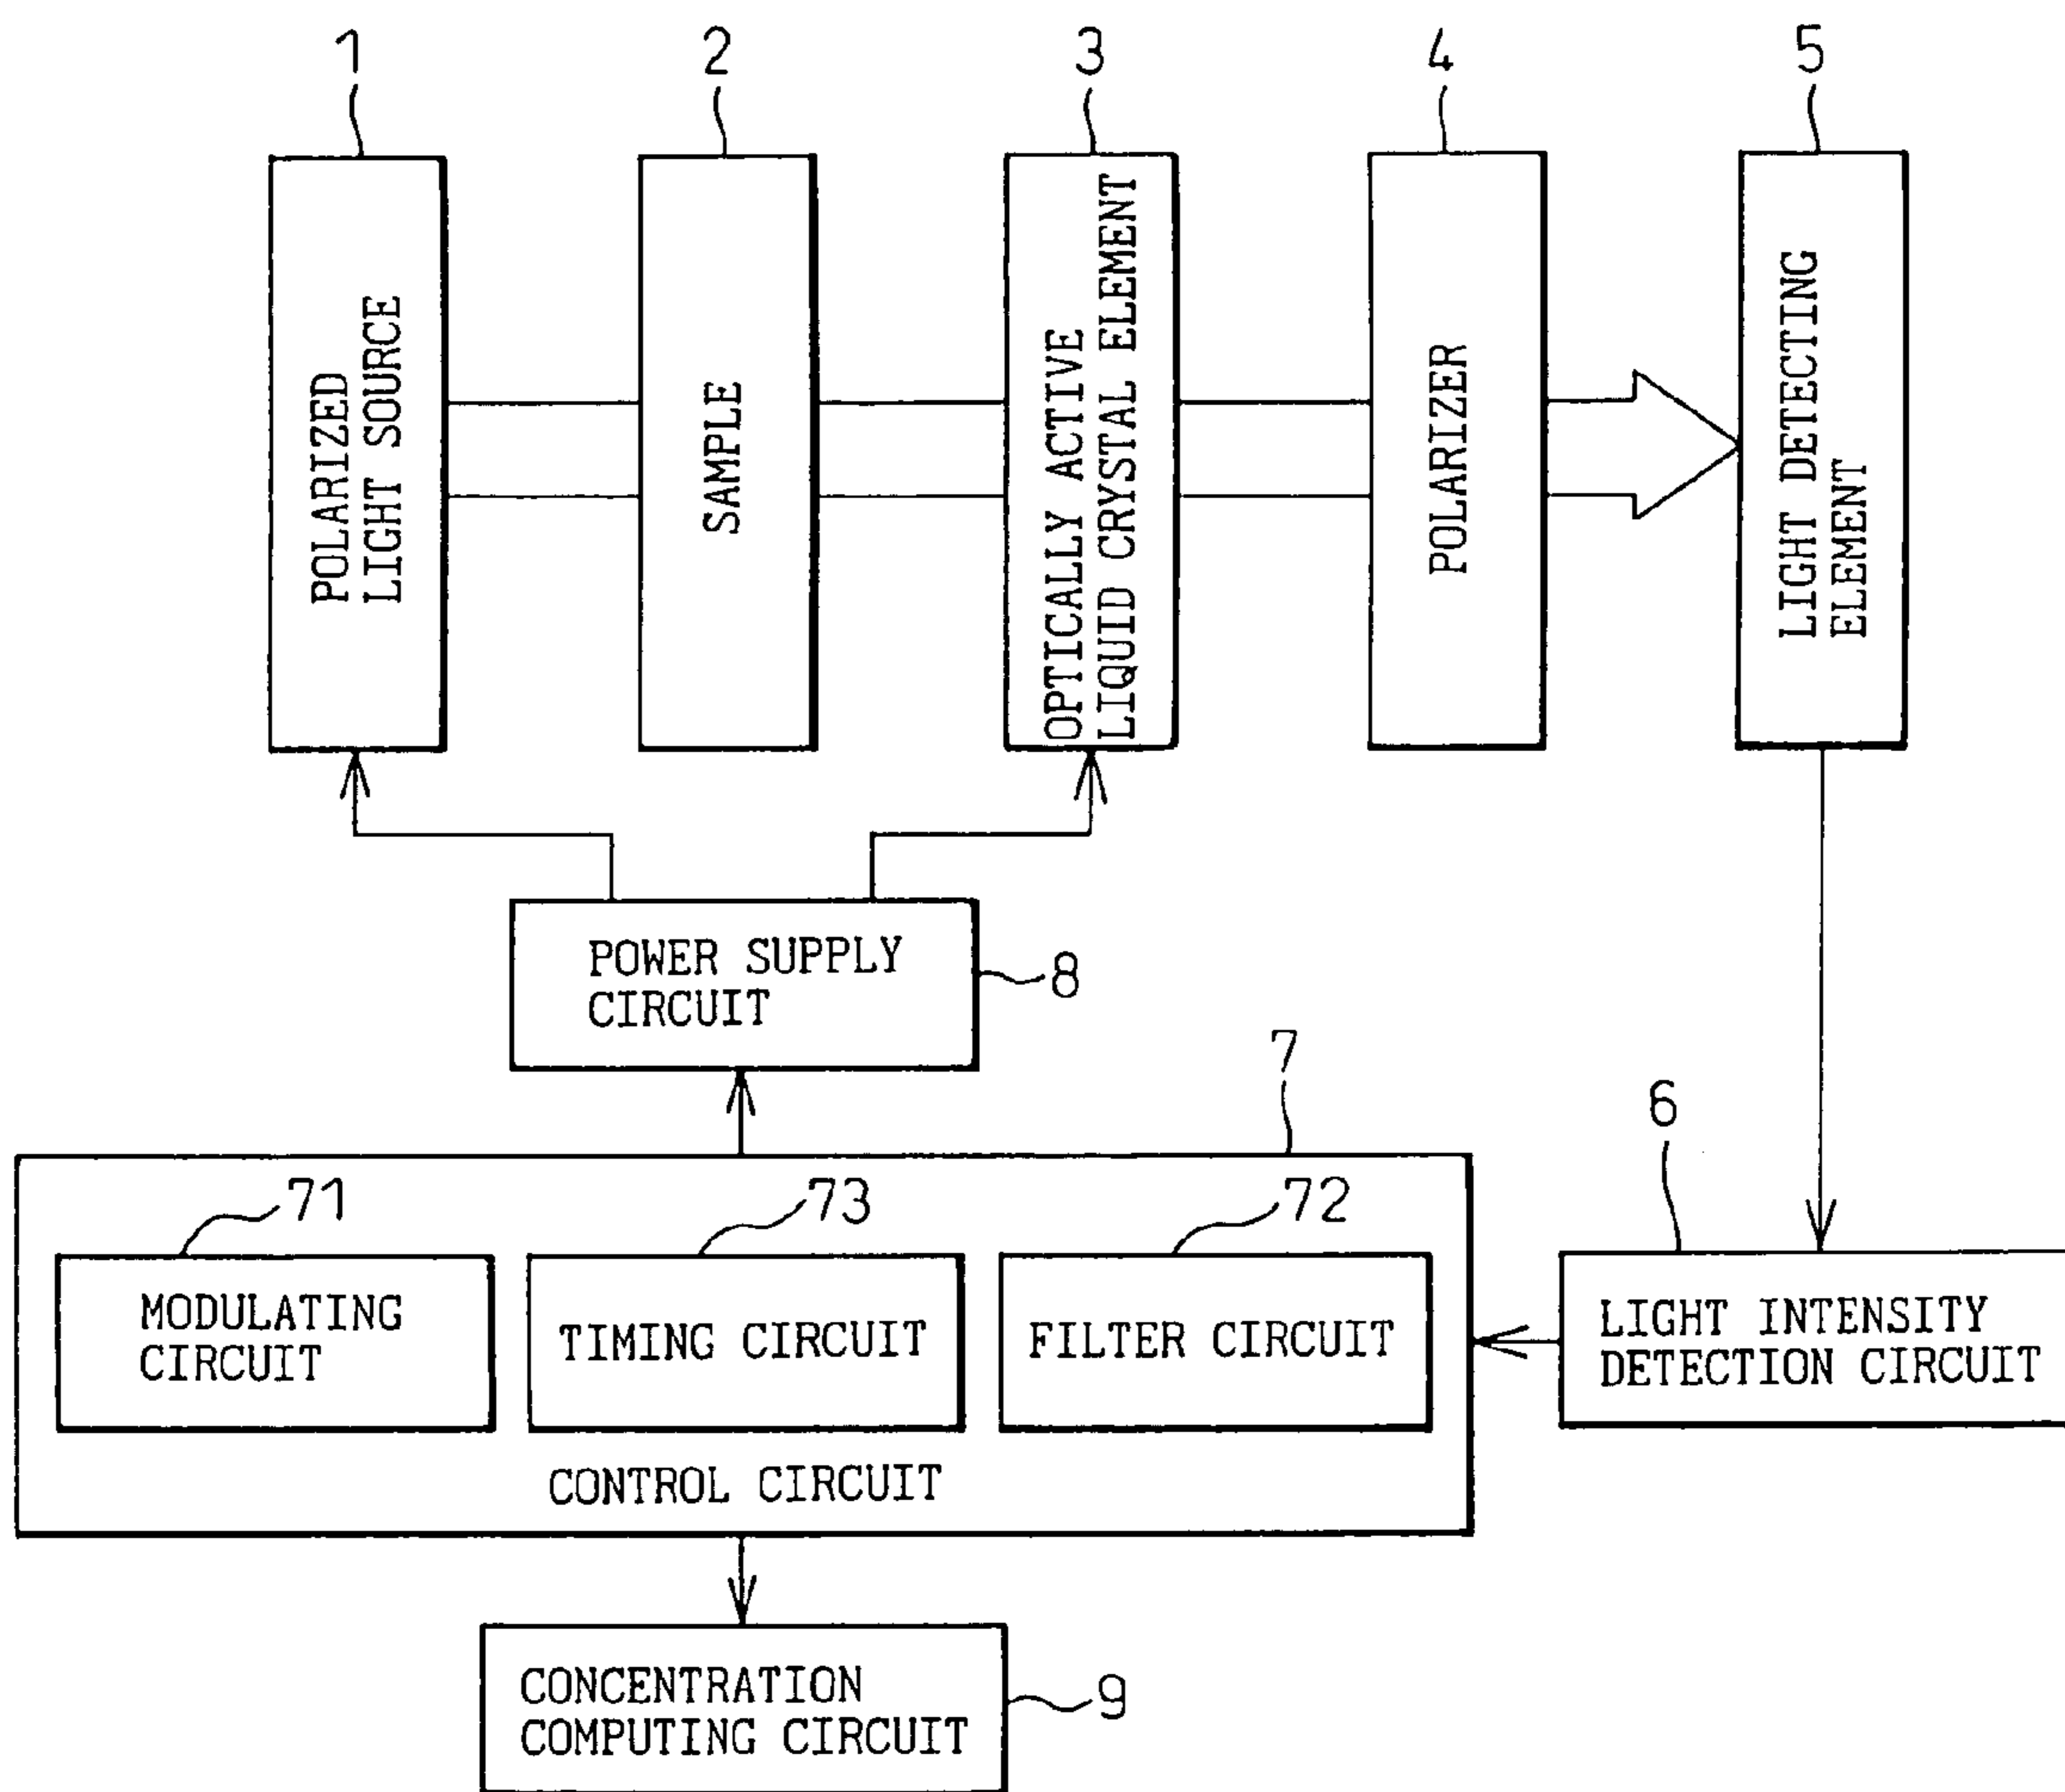 1
2
3
4
5
POLARIZED
LIGHT SOURCE
SAMPLE
OPTICALLY ACTIVE
LIQUID CRYSTAL ELEMENT
POLARIZER
LIGHT DETECTING
ELEMENT
POWER SUPPLY
CIRCUIT
8
7
6
71
73
72
MODULATING
CIRCUIT
TIMING CIRCUIT
FILTER CIRCUIT
LIGHT INTENSITY
DETECTION CIRCUIT
CONTROL CIRCUIT
CONCENTRATION
COMPUTING CIRCUIT
9